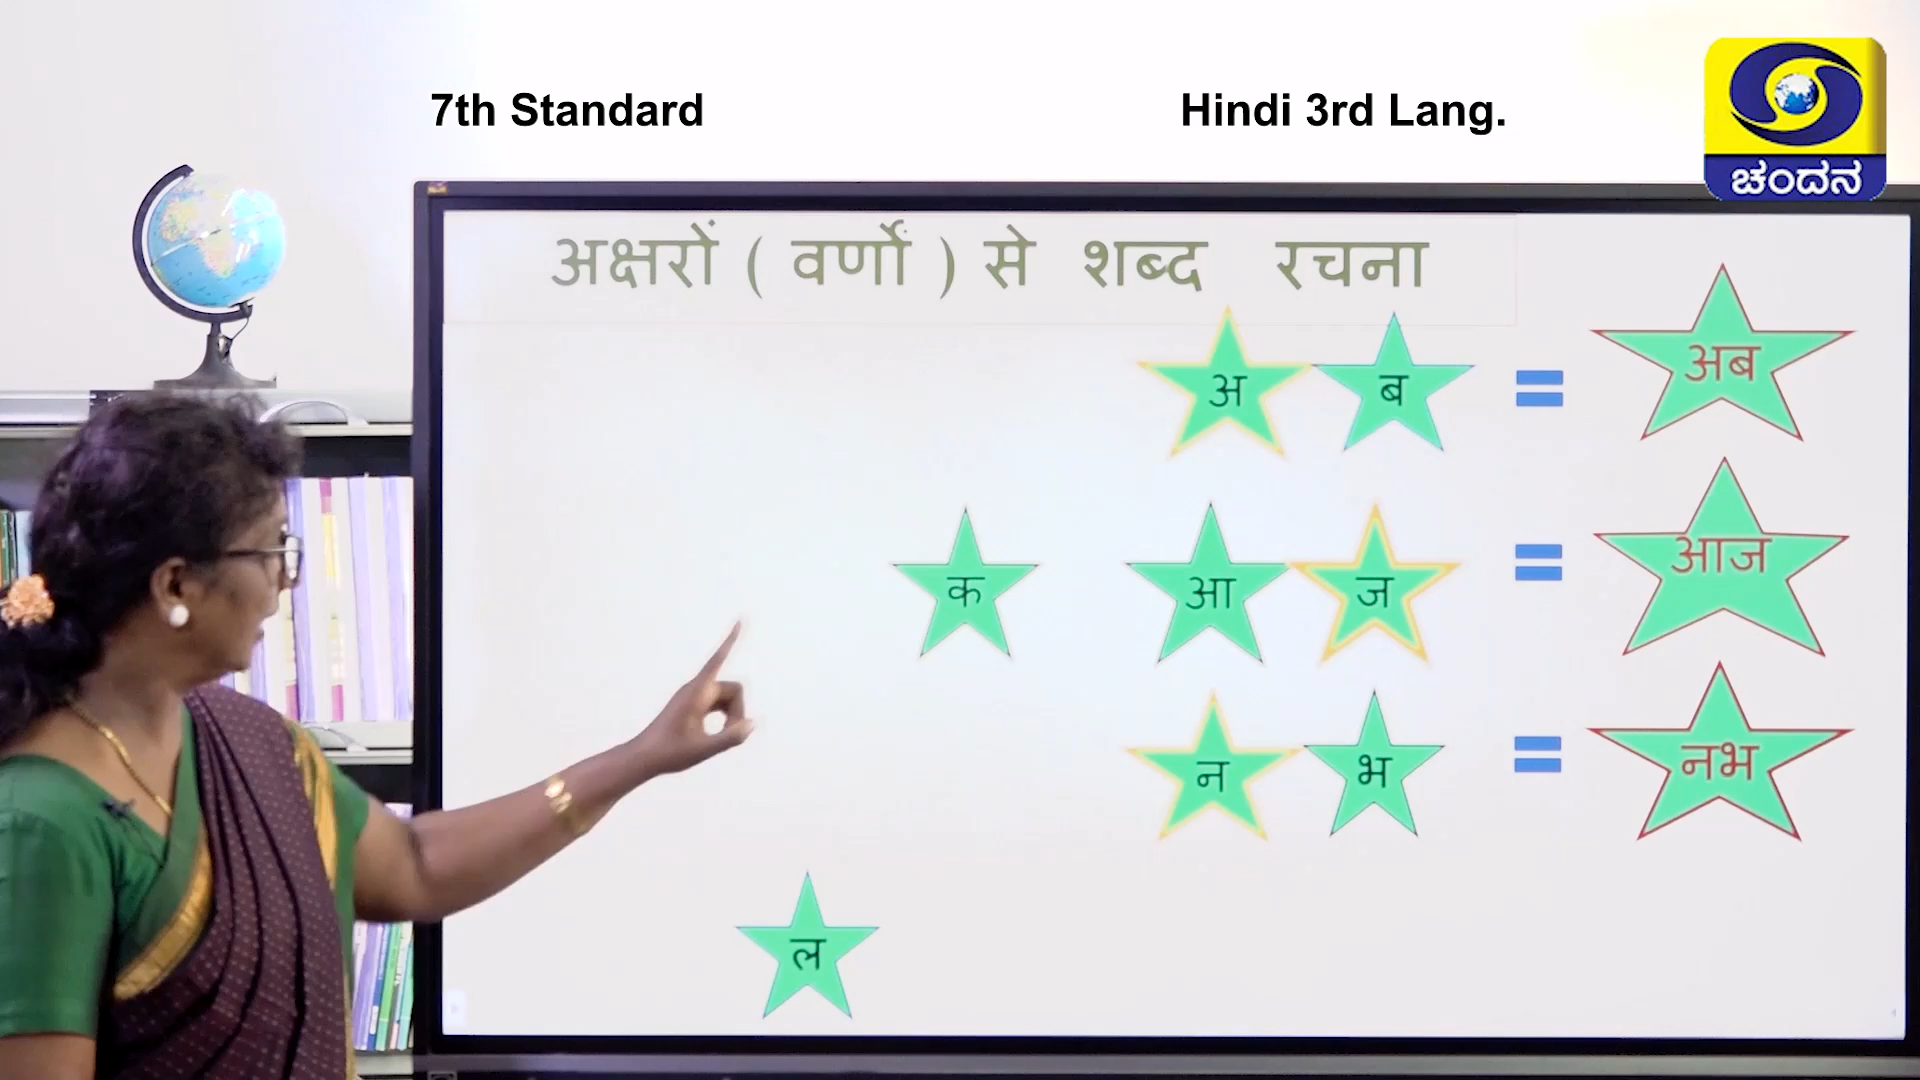 7th Standard
Hindi 3rd Lang.
ಚಂದನ
अक्षरों ( वर्णों ) से शब्द रचना
अ ब = अब
क आ ज = आज
न भ = नभ
ल